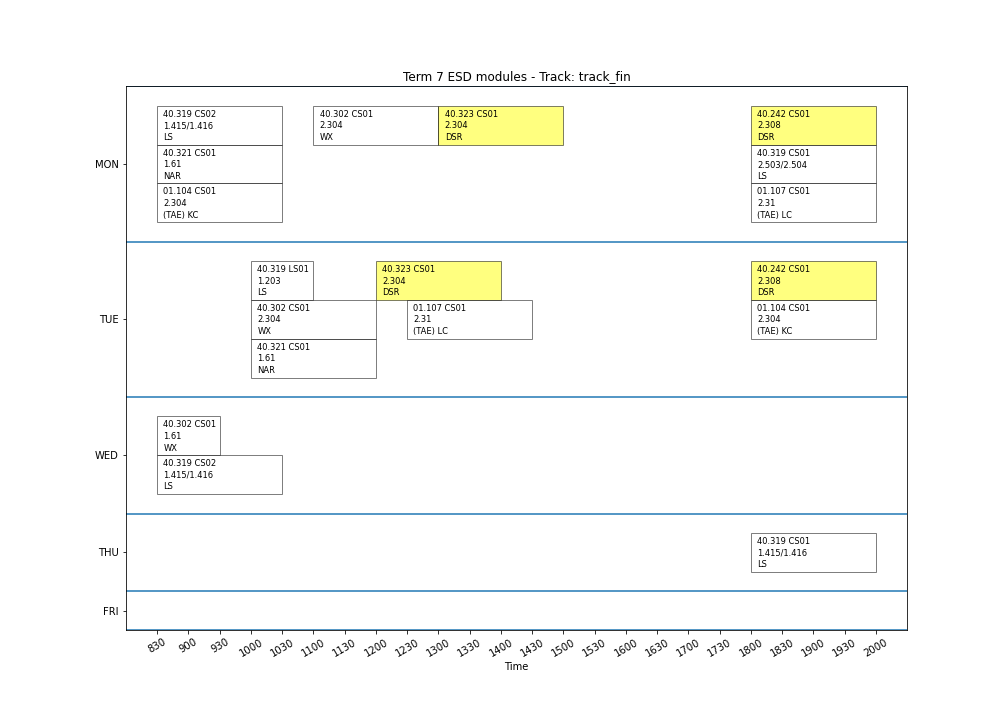 Term 7 ESD modules - Track: track_fin
MON
40.319 CS02
1.415/1.416
LS
40.321 CS01
1.61
NAR
01.104 CS01
2.304
(TAE) KC
40.302 CS01
2.304
WX
40.323 CS01
2.304
DSR
40.242 CS01
2.308
DSR
40.319 CS01
2.503/2.504
LS
01.107 CS01
2.31
(TAE) LC
TUE
40.319 LS01
1.203
LS
40.302 CS01
2.304
WX
40.321 CS01
1.61
NAR
40.323 CS01
2.304
DSR
01.107 CS01
2.31
(TAE) LC
40.242 CS01
2.308
DSR
01.104 CS01
2.304
(TAE) KC
WED
40.302 CS01
1.61
WX
40.319 CS02
1.415/1.416
LS
THU
40.319 CS01
1.415/1.416
LS
FRI
830 900 930 1000 1030 1100 1130 1200 1230 1300 1330 1400 1430 1500 1530 1600 1630 1700 1730 1800 1830 1900 1930 2000
Time